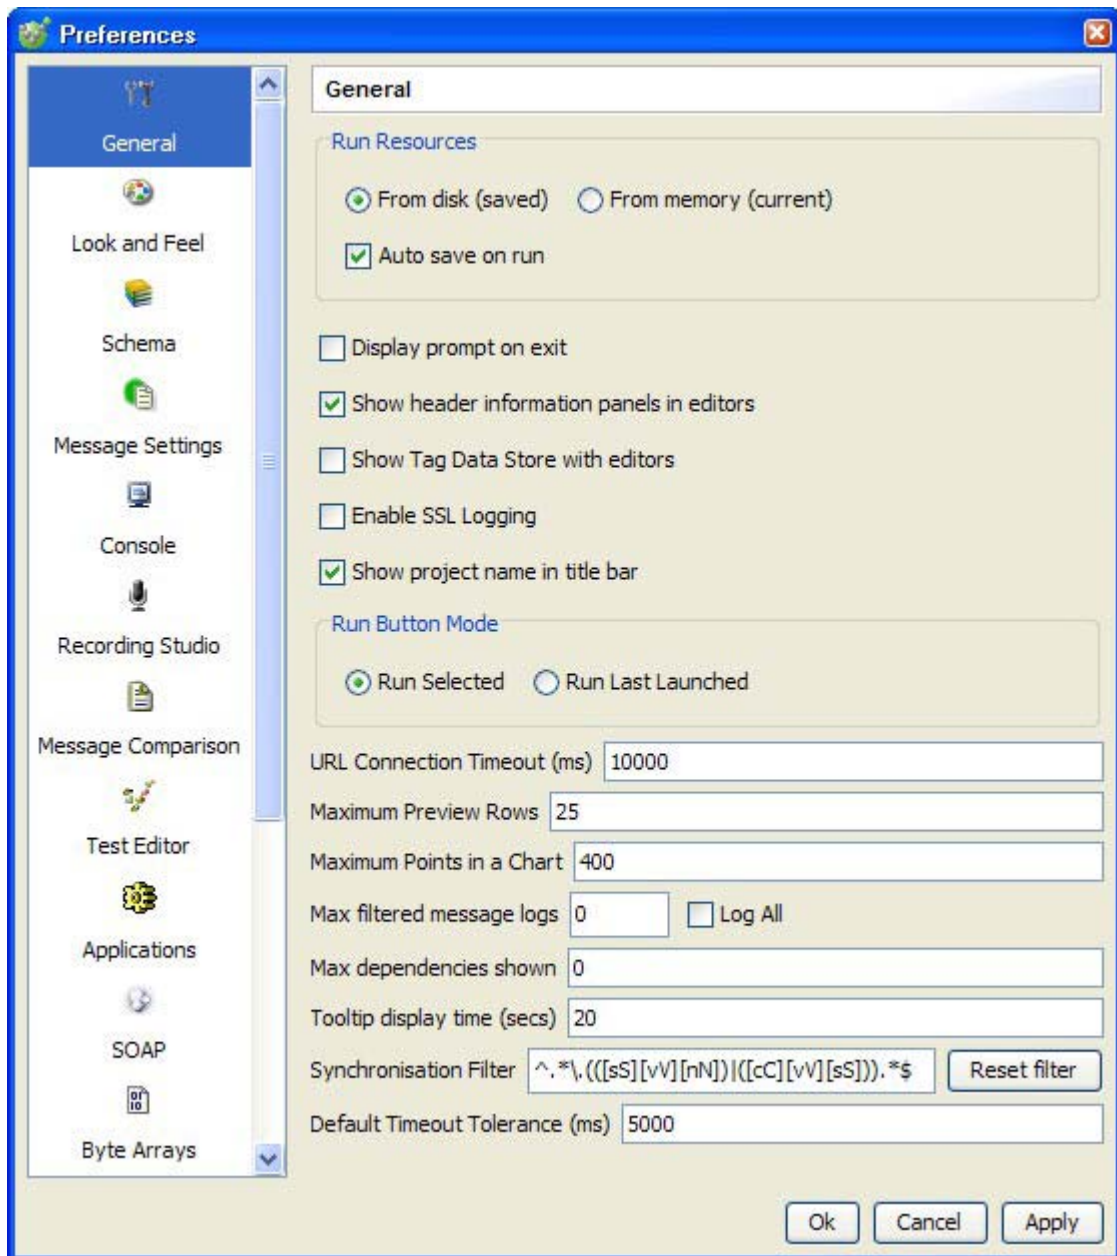 Preferences
General
Look and Feel
Schema
Message Settings
Console
Recording Studio
Message Comparison
Test Editor
Applications
SOAP
Byte Arrays
General
Run Resources
From disk (saved) From memory (current)
Auto save on run
Display prompt on exit
Show header information panels in editors
Show Tag Data Store with editors
Enable SSL Logging
Show project name in title bar
Run Button Mode
Run Selected Run Last Launched
URL Connection Timeout (ms) 10000
Maximum Preview Rows 25
Maximum Points in a Chart 400
Max filtered message logs 0 Log All
Max dependencies shown 0
Tooltip display time (secs) 20
Synchronisation Filter ^.*\.(([sS][vV][nN])|([cC][vV][sS])).*$ Reset filter
Default Timeout Tolerance (ms) 5000
Ok Cancel Apply